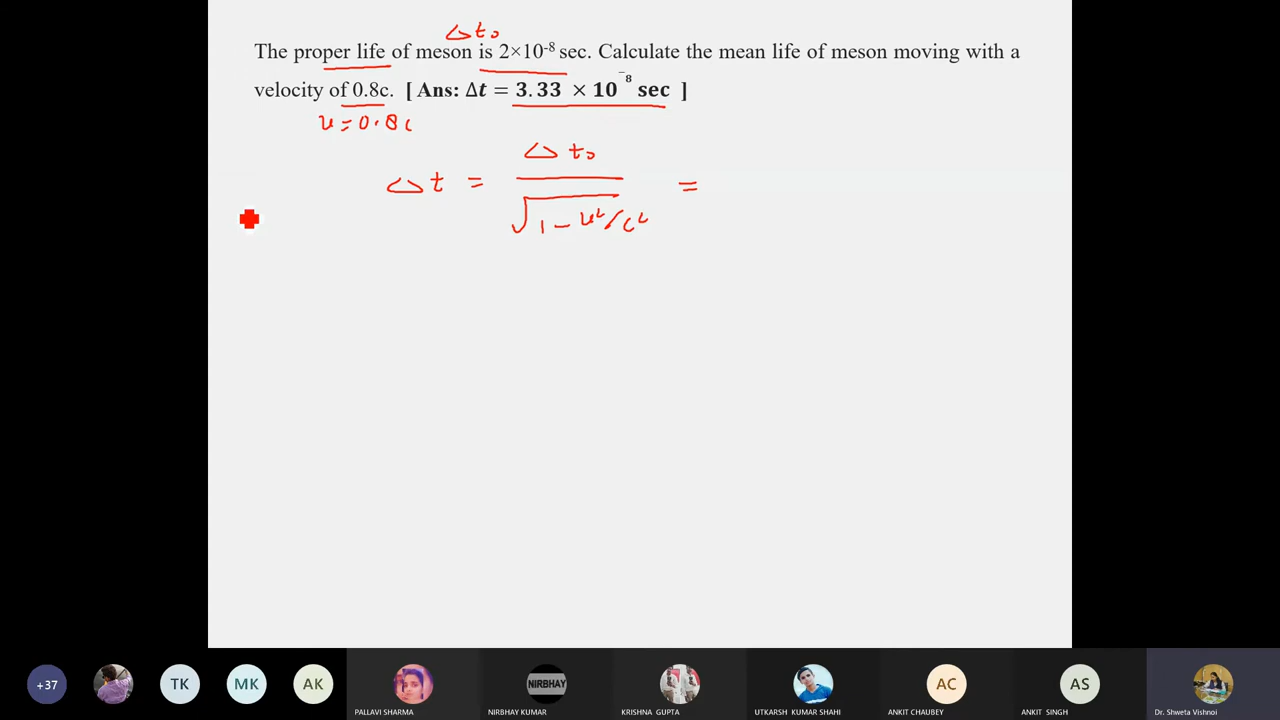 Δt₀
The proper life of meson is 2×10⁻⁸ sec. Calculate the mean life of meson moving with a
velocity of 0.8c. [ Ans: Δt = 3.33 × 10⁻⁸ sec ]
u = 0.8c
Δt = Δt₀ / √1 - u²/c² =
+37 TK MK AK NIRBHAY AC AS
PALLAVI SHARMA NIRBHAY KUMAR KRISHNA GUPTA UTKARSH KUMAR SHAHI ANKIT CHAUBEY ANKIT SINGH Dr. Shweta Vishnoi